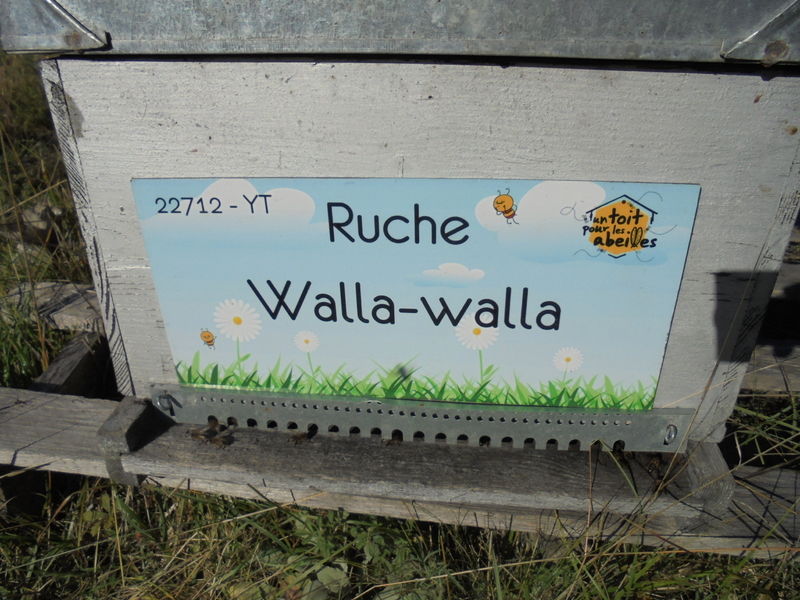 22712 - YT
Ruche
Walla-walla
un toit
pour les
abeilles